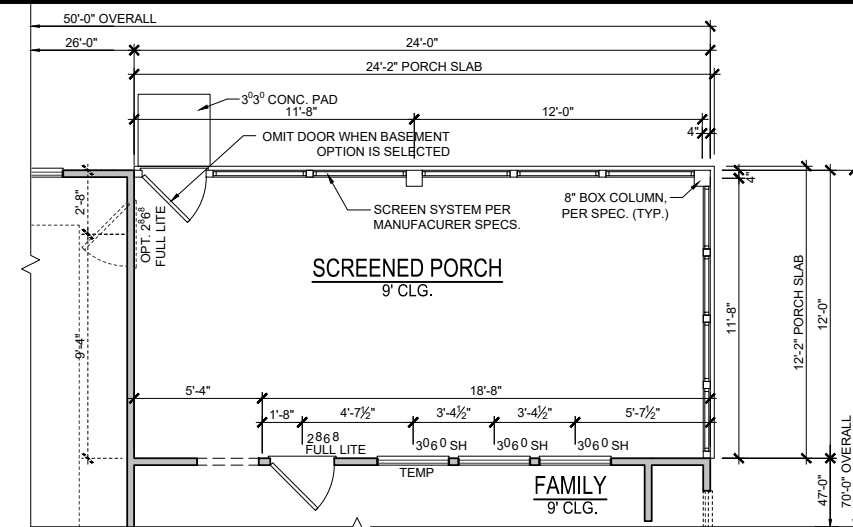 50'-0" OVERALL
26'-0"
24'-0"
24'-2" PORCH SLAB
3⁰3⁰ CONC. PAD
11'-8"
12'-0"
4"
OMIT DOOR WHEN BASEMENT
OPTION IS SELECTED
4"
2'-8"
OPT. 2⁸6⁸
FULL LITE
SCREEN SYSTEM PER
MANUFACURER SPECS.
8" BOX COLUMN,
PER SPEC. (TYP.)
SCREENED PORCH
9' CLG.
11'-8"
12'-2" PORCH SLAB
12'-0"
9'-4"
5'-4"
18'-8"
1'-8"
4'-7½"
3'-4½"
3'-4½"
5'-7½"
2⁸6⁸
FULL LITE
3⁰6⁰ SH
3⁰6⁰ SH
3⁰6⁰ SH
TEMP
FAMILY
9' CLG.
47'-0"
70'-0" OVERALL